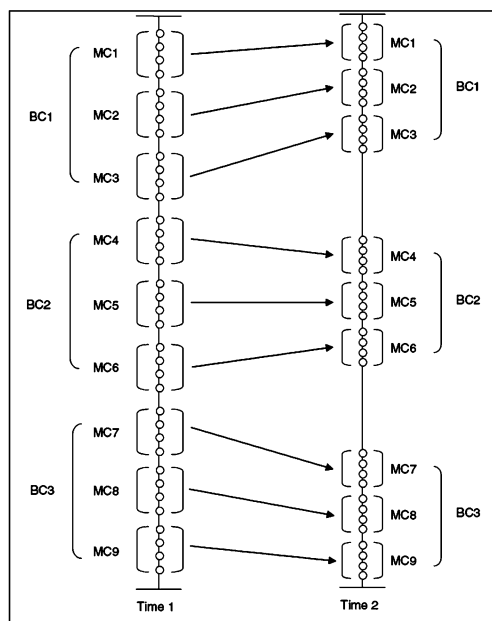 MC1
MC2
MC3
BC1
MC4
MC5
MC6
BC2
MC7
MC8
MC9
BC3
Time 1
MC1
MC2
MC3
BC1
MC4
MC5
MC6
BC2
MC7
MC8
MC9
BC3
Time 2